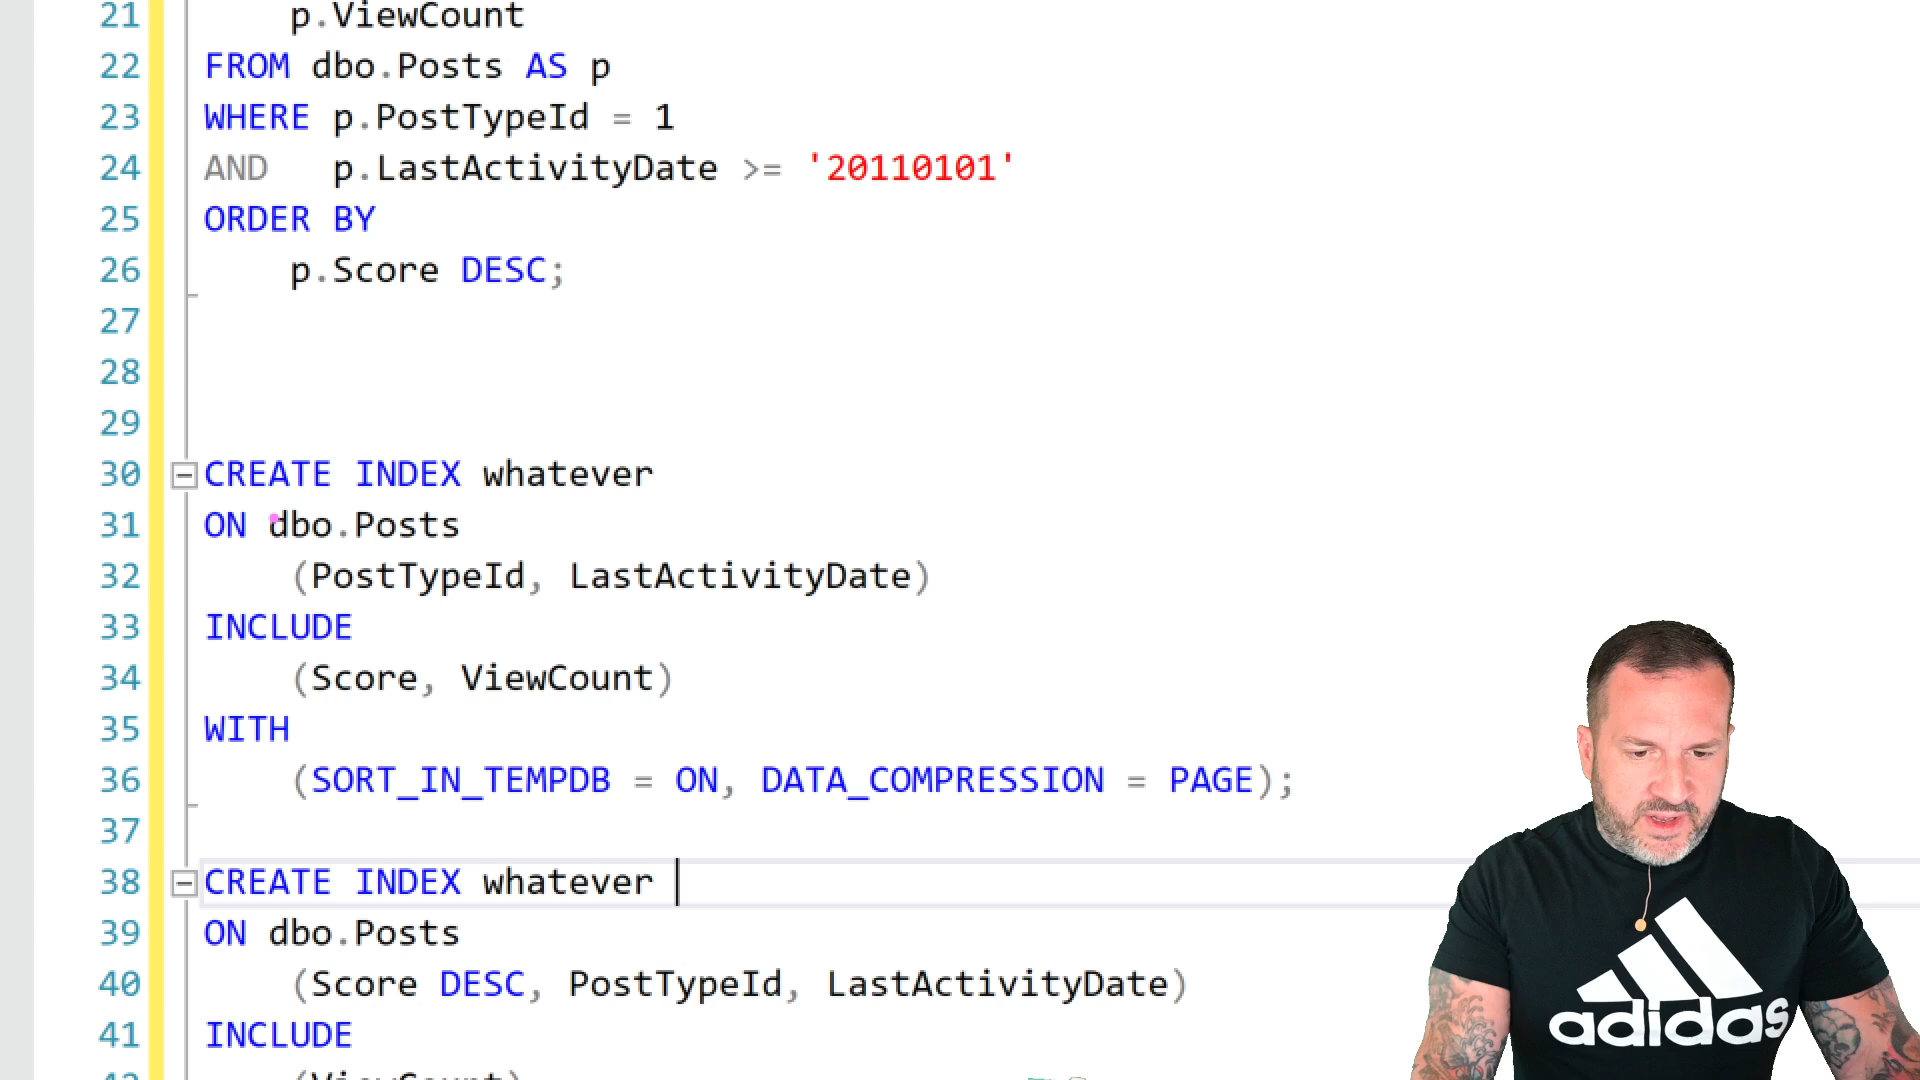 21 p.ViewCount
22 FROM dbo.Posts AS p
23 WHERE p.PostTypeId = 1
24 AND p.LastActivityDate >= '20110101'
25 ORDER BY
26 p.Score DESC;
27
28
29
30 CREATE INDEX whatever
31 ON dbo.Posts
32 (PostTypeId, LastActivityDate)
33 INCLUDE
34 (Score, ViewCount)
35 WITH
36 (SORT_IN_TEMPDB = ON, DATA_COMPRESSION = PAGE);
37
38 CREATE INDEX whatever
39 ON dbo.Posts
40 (Score DESC, PostTypeId, LastActivityDate)
41 INCLUDE
42 (ViewCount)
adidas